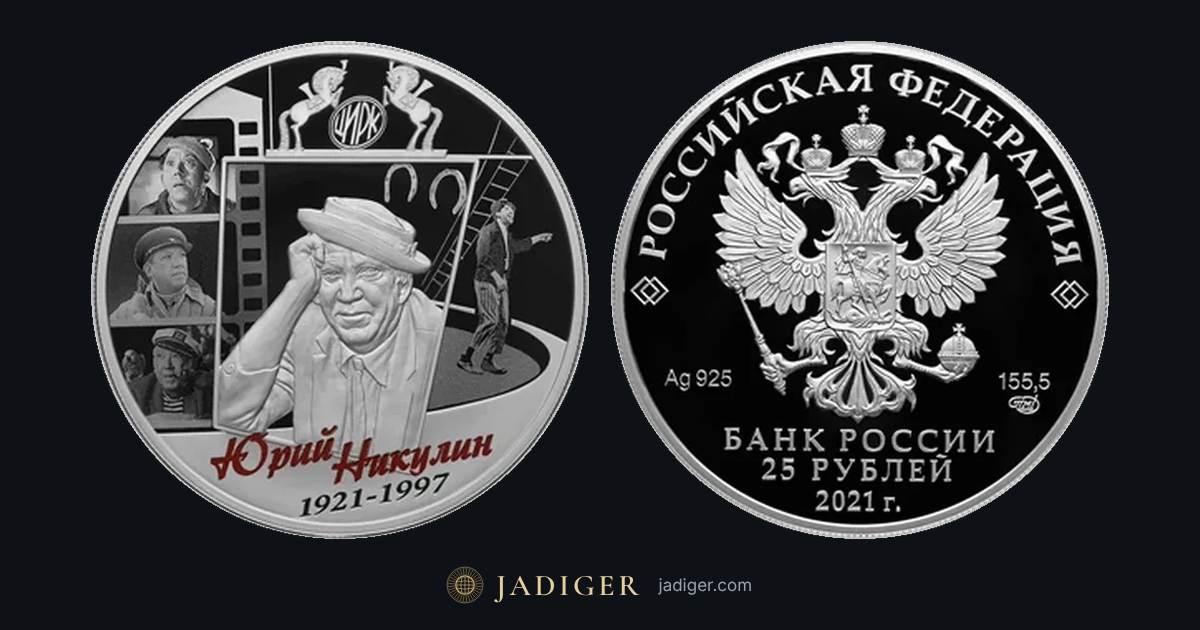 ЦИРК
Юрий Никулин
1921-1997
РОССИЙСКАЯ ФЕДЕРАЦИЯ
Ag 925
155,5
БАНК РОССИИ
25 РУБЛЕЙ
2021 г.
JADIGER
jadiger.com